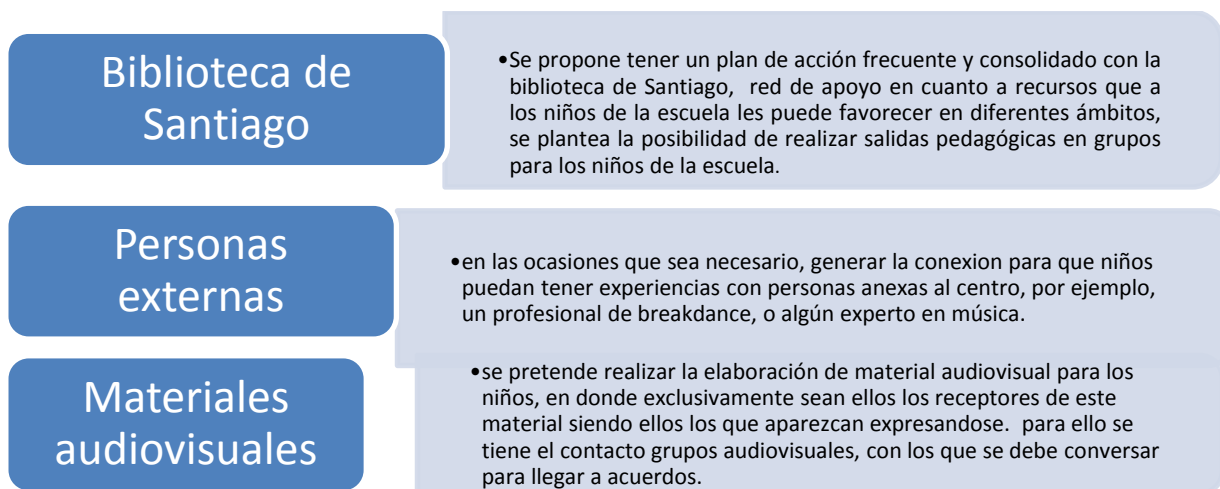 Biblioteca de
Santiago
•Se propone tener un plan de acción frecuente y consolidado con la
biblioteca de Santiago, red de apoyo en cuanto a recursos que a
los niños de la escuela les puede favorecer en diferentes ámbitos,
se plantea la posibilidad de realizar salidas pedagógicas en grupos
para los niños de la escuela.
Personas
externas
•en las ocasiones que sea necesario, generar la conexion para que niños
puedan tener experiencias con personas anexas al centro, por ejemplo,
un profesional de breakdance, o algún experto en música.
Materiales
audiovisuales
•se pretende realizar la elaboración de material audiovisual para los
niños, en donde exclusivamente sean ellos los receptores de este
material siendo ellos los que aparezcan expresandose. para ello se
tiene el contacto grupos audiovisuales, con los que se debe conversar
para llegar a acuerdos.